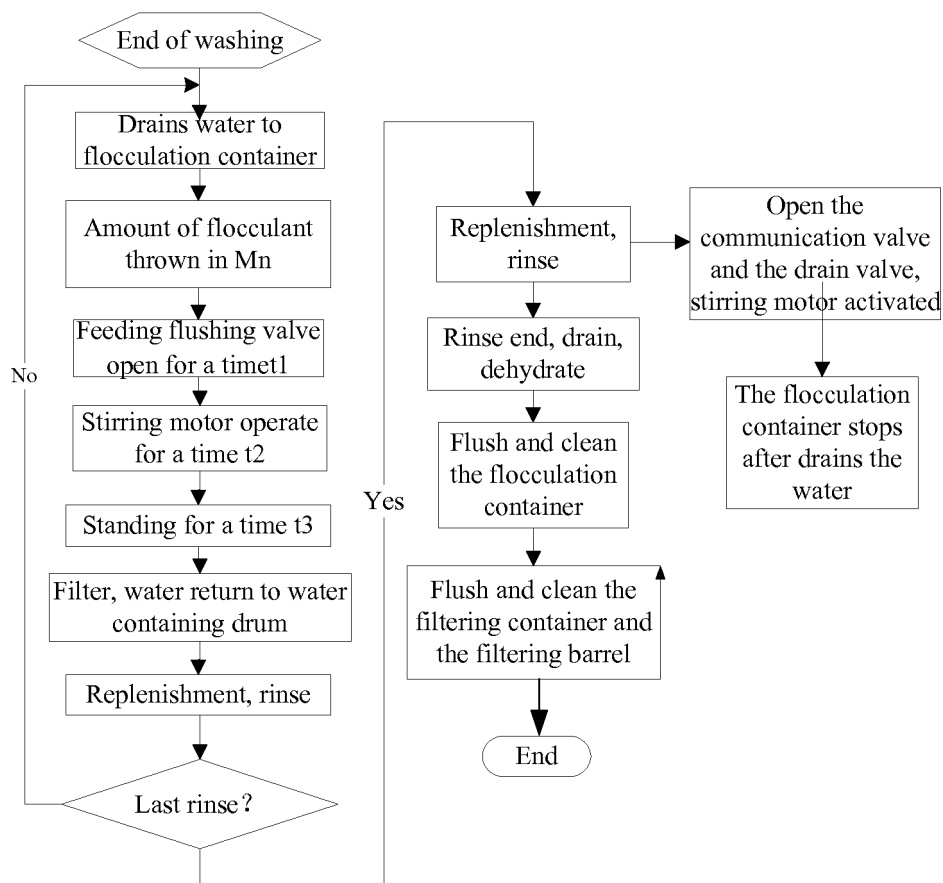 End of washing
Drains water to
flocculation container
Amount of flocculant
thrown in Mn
Feeding flushing valve
open for a timet1
No
Stirring motor operate
for a time t2
Standing for a time t3
Filter, water return to water
containing drum
Replenishment, rinse
Last rinse?
Yes
Replenishment,
rinse
Rinse end, drain,
dehydrate
Flush and clean
the flocculation
container
Flush and clean the
filtering container and
the filtering barrel
End
Open the
communication valve
and the drain valve,
stirring motor activated
The flocculation
container stops
after drains the
water